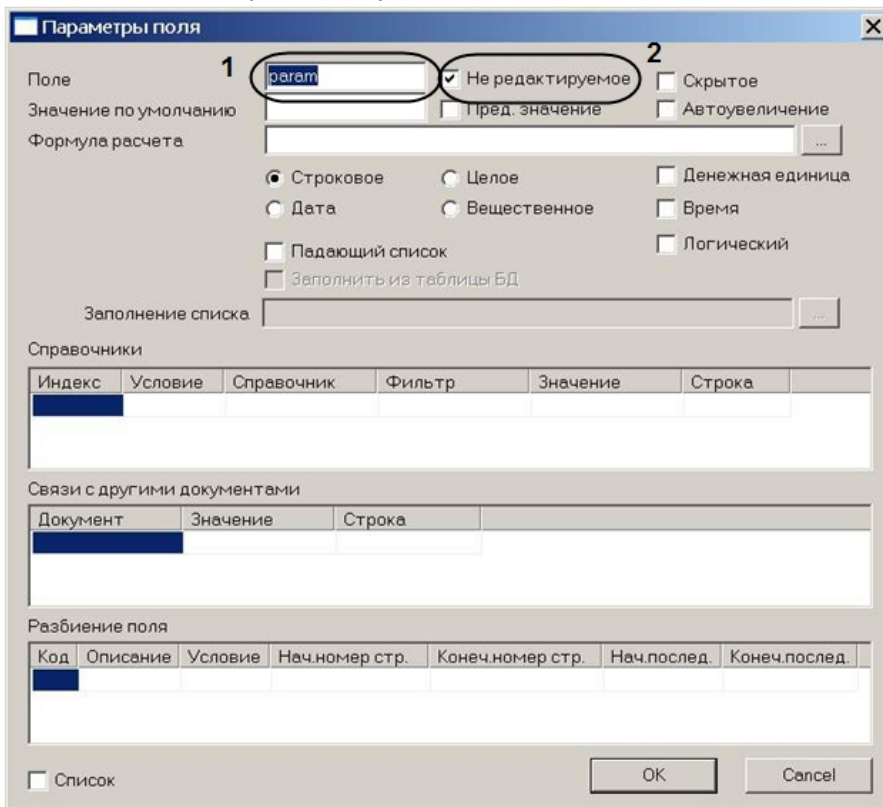 Параметры поля
1 2
Поле param Не редактируемое Скрытое
Значение по умолчанию Пред. значение Автоувеличение
Формула расчета ...
Строковое Целое Денежная единица
Дата Вещественное Время
Падающий список Логический
Заполнить из таблицы БД
Заполнение списка ...
Справочники
Индекс Условие Справочник Фильтр Значение Строка
Связи с другими документами
Документ Значение Строка
Разбиение поля
Код Описание Условие Нач.номер стр. Конеч.номер стр. Нач.послед. Конеч.послед.
Список OK Cancel